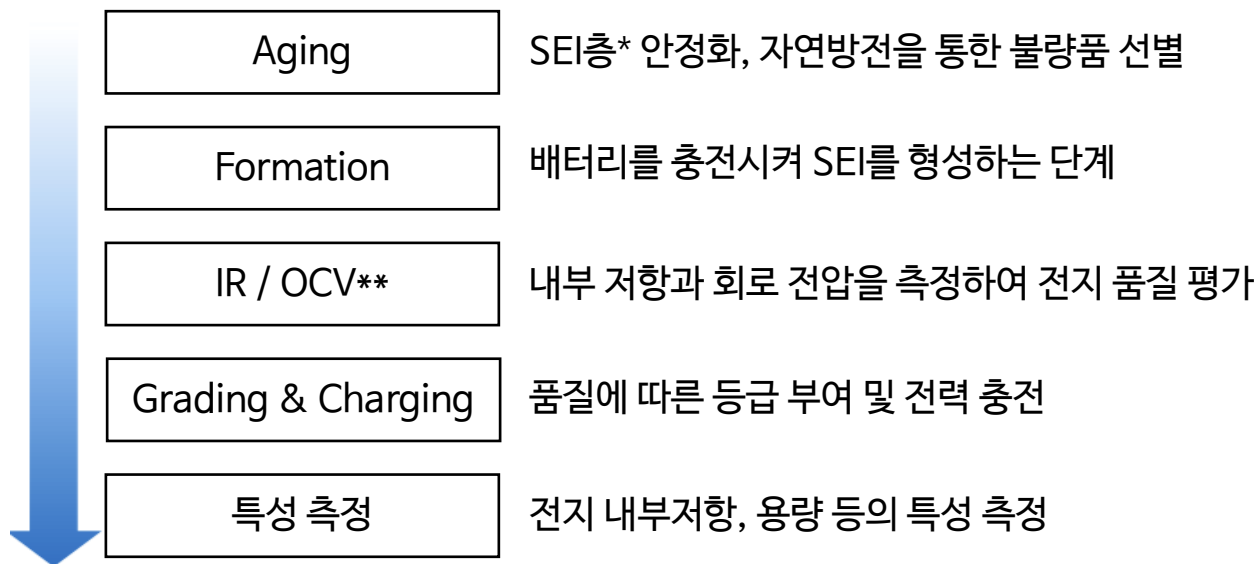 Aging SEI층* 안정화, 자연방전을 통한 불량품 선별
Formation 배터리를 충전시켜 SEI를 형성하는 단계
IR / OCV** 내부 저항과 회로 전압을 측정하여 전지 품질 평가
Grading & Charging 품질에 따른 등급 부여 및 전력 충전
특성 측정 전지 내부저항, 용량 등의 특성 측정